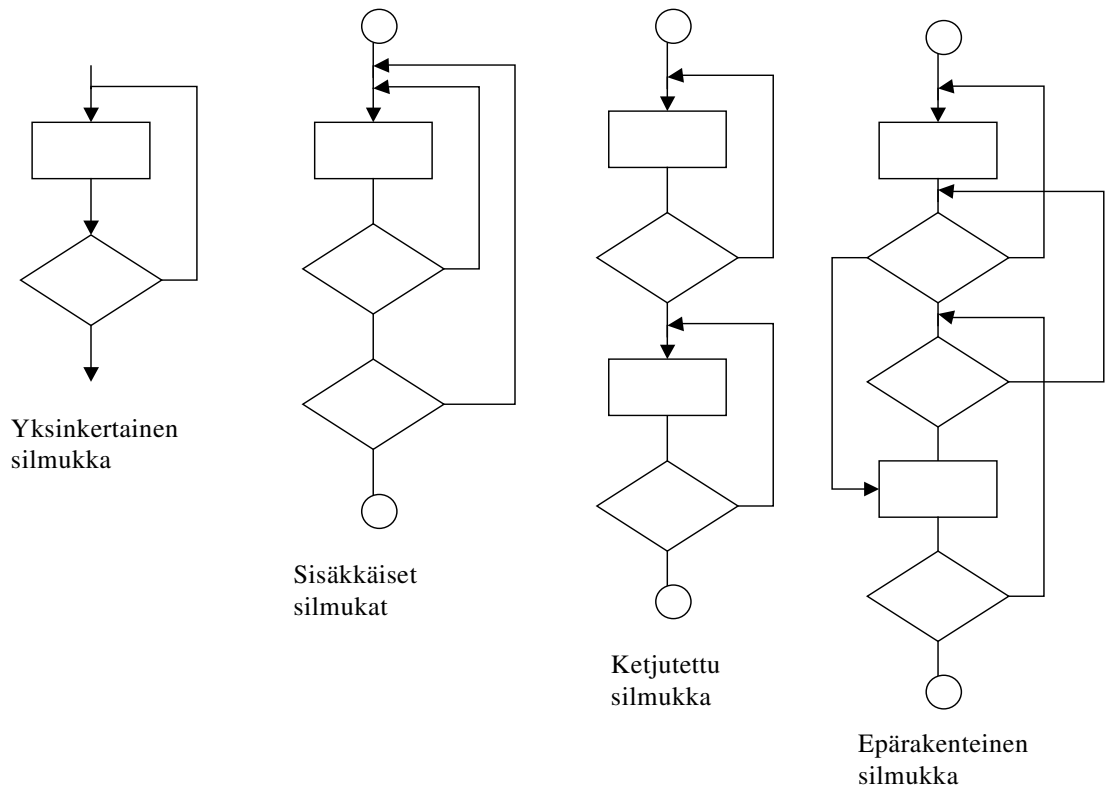 Yksinkertainen
silmukka
Sisäkkäiset
silmukat
Ketjutettu
silmukka
Epärakenteinen
silmukka